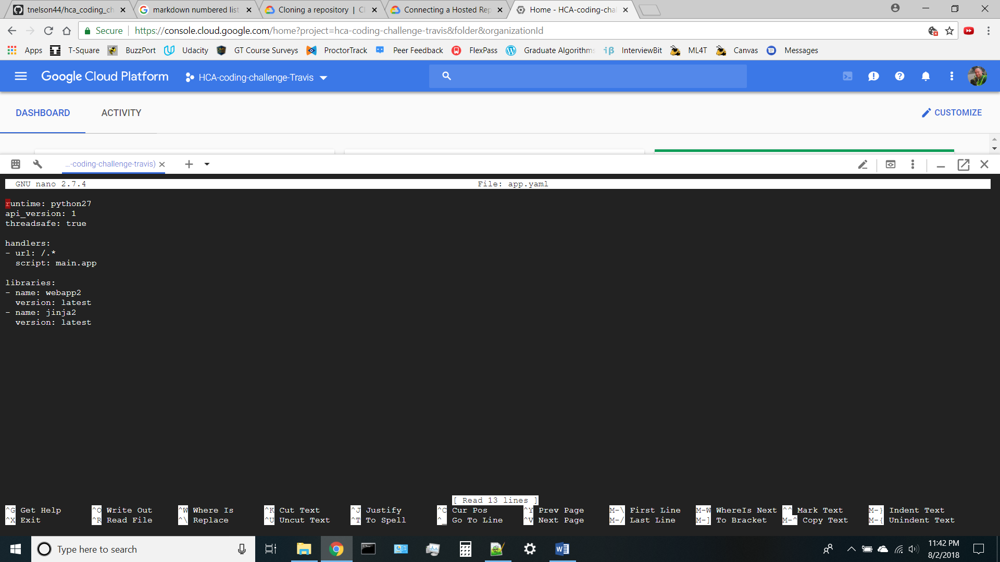 tnelson44/hca_coding_ch
markdown numbered list
Cloning a repository | Cl
Connecting a Hosted Rep
Home - HCA-coding-chal
Secure
https://console.cloud.google.com/home?project=hca-coding-challenge-travis&folder&organizationId
Apps
T-Square
BuzzPort
Udacity
GT Course Surveys
ProctorTrack
Peer Feedback
FlexPass
Graduate Algorithms
InterviewBit
ML4T
Canvas
Messages
Google Cloud Platform
HCA-coding-challenge-Travis
DASHBOARD
ACTIVITY
CUSTOMIZE
...-coding-challenge-travis)
GNU nano 2.7.4
File: app.yaml
runtime: python27
api_version: 1
threadsafe: true
handlers:
- url: /.*
script: main.app
libraries:
- name: webapp2
version: latest
- name: jinja2
version: latest
[ Read 13 lines ]
^G Get Help ^O Write Out ^W Where Is ^K Cut Text ^J Justify ^C Cur Pos ^Y Prev Page M-\ First Line M-W WhereIs Next ^^ Mark Text M-} Indent Text
^X Exit ^R Read File ^\ Replace ^U Uncut Text ^T To Spell ^_ Go To Line ^V Next Page M-/ Last Line M-] To Bracket M-^ Copy Text M-{ Unindent Text
Type here to search
11:42 PM
8/2/2018